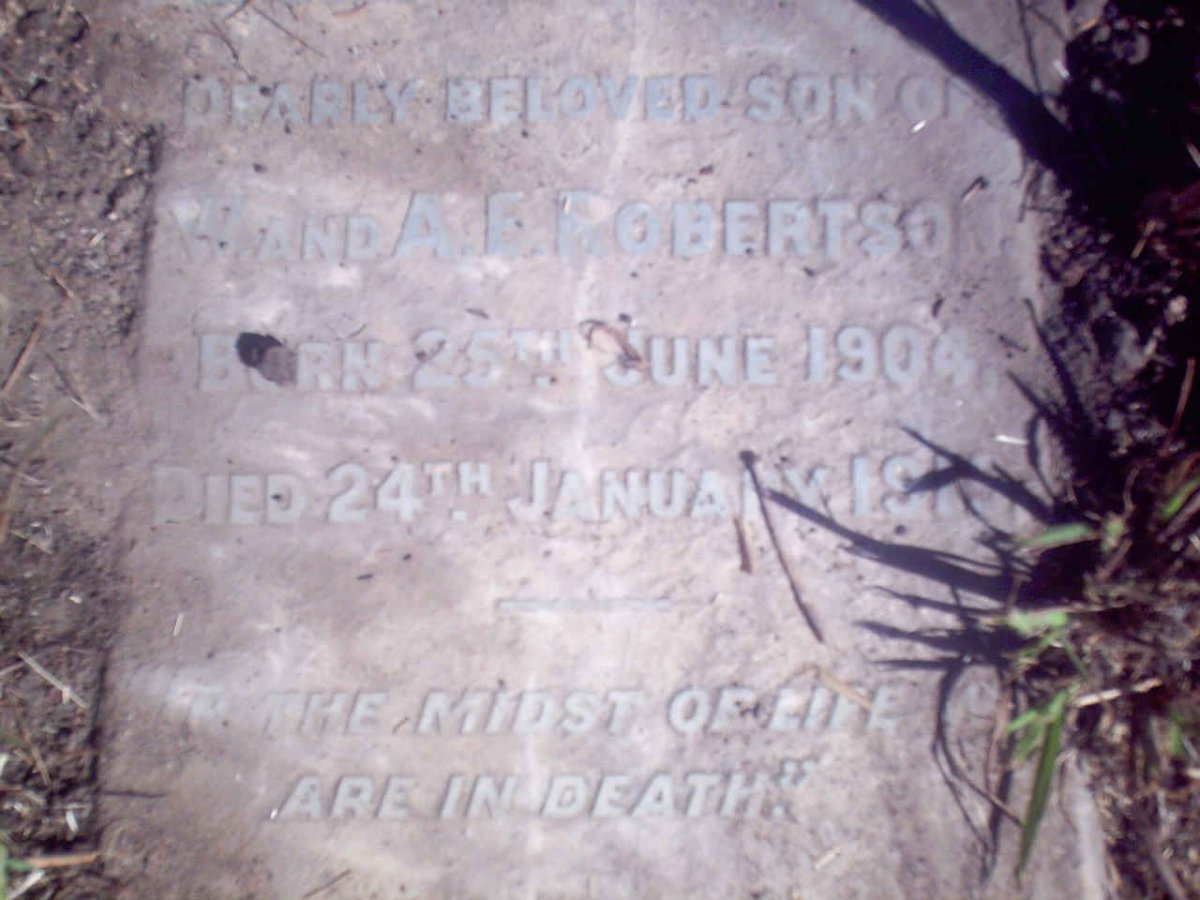 DEARLY BELOVED SON OF
AND A. E. ROBERTSON.
BORN 25TH. JUNE 1904,
DIED 24TH. JANUARY
IN THE MIDST OF LIFE
ARE IN DEATH."